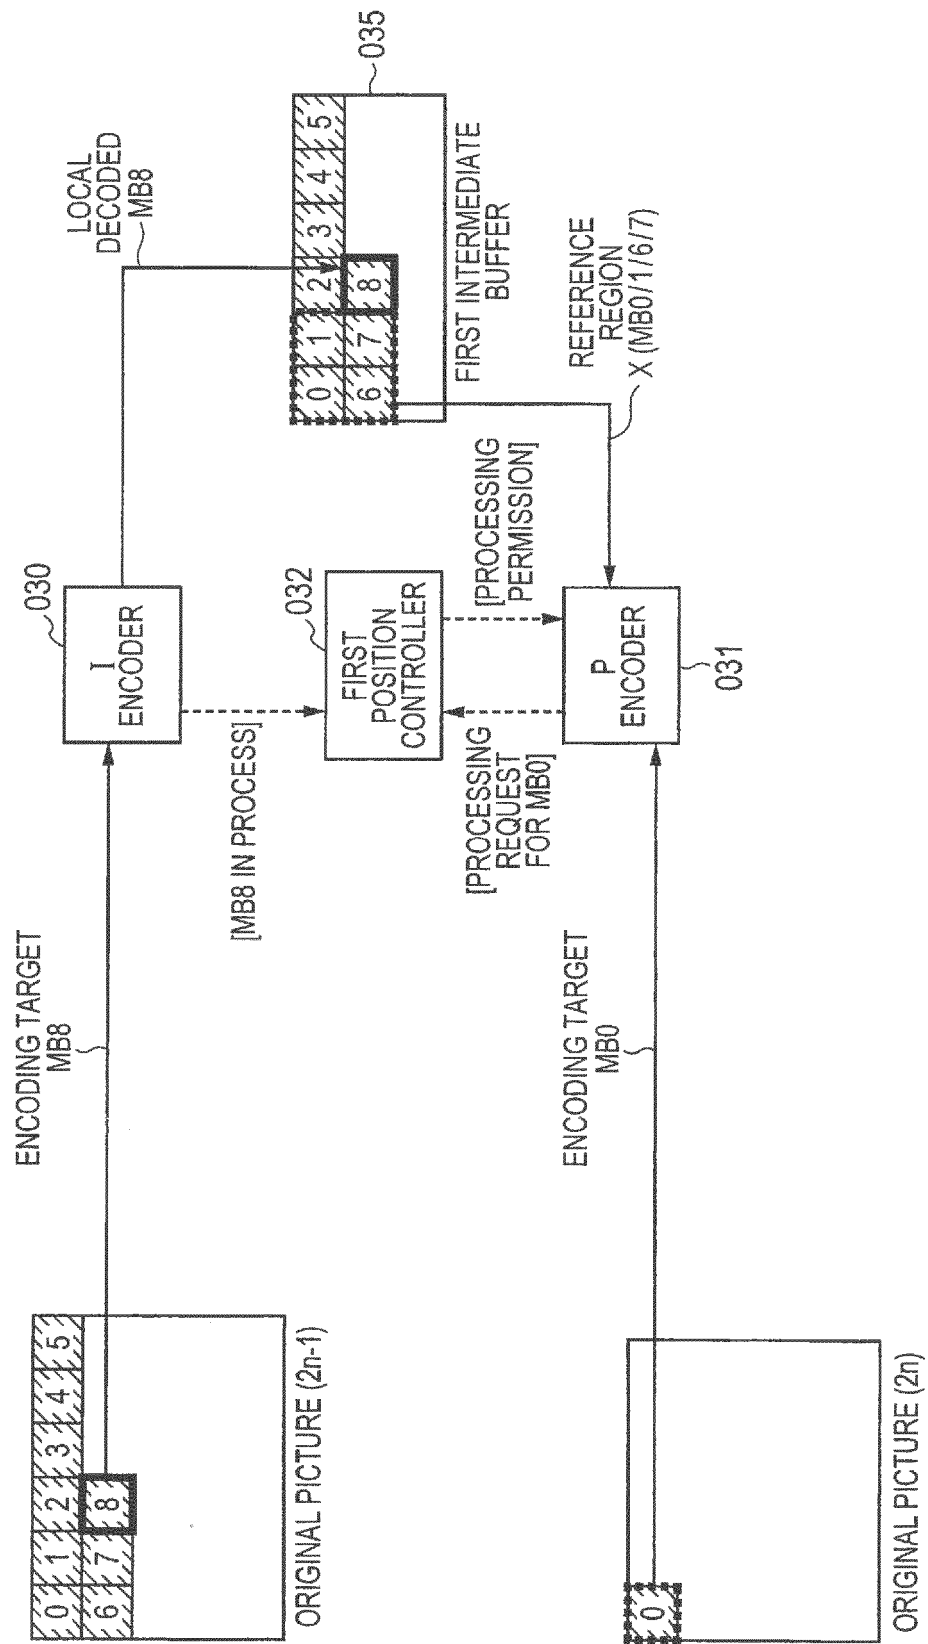 ORIGINAL PICTURE (2n-1)
0 1 2 3 4 5
6 7 8
ENCODING TARGET
MB8
030
I
ENCODER
LOCAL
DECODED
MB8
[MB8 IN PROCESS]
032
FIRST
POSITION
CONTROLLER
035
0 1 2 3 4 5
6 7 8
FIRST INTERMEDIATE
BUFFER
[PROCESSING
REQUEST
FOR MB0]
[PROCESSING
PERMISSION]
REFERENCE
REGION
X (MB0/1/6/7)
0
ORIGINAL PICTURE (2n)
ENCODING TARGET
MB0
P
ENCODER
031